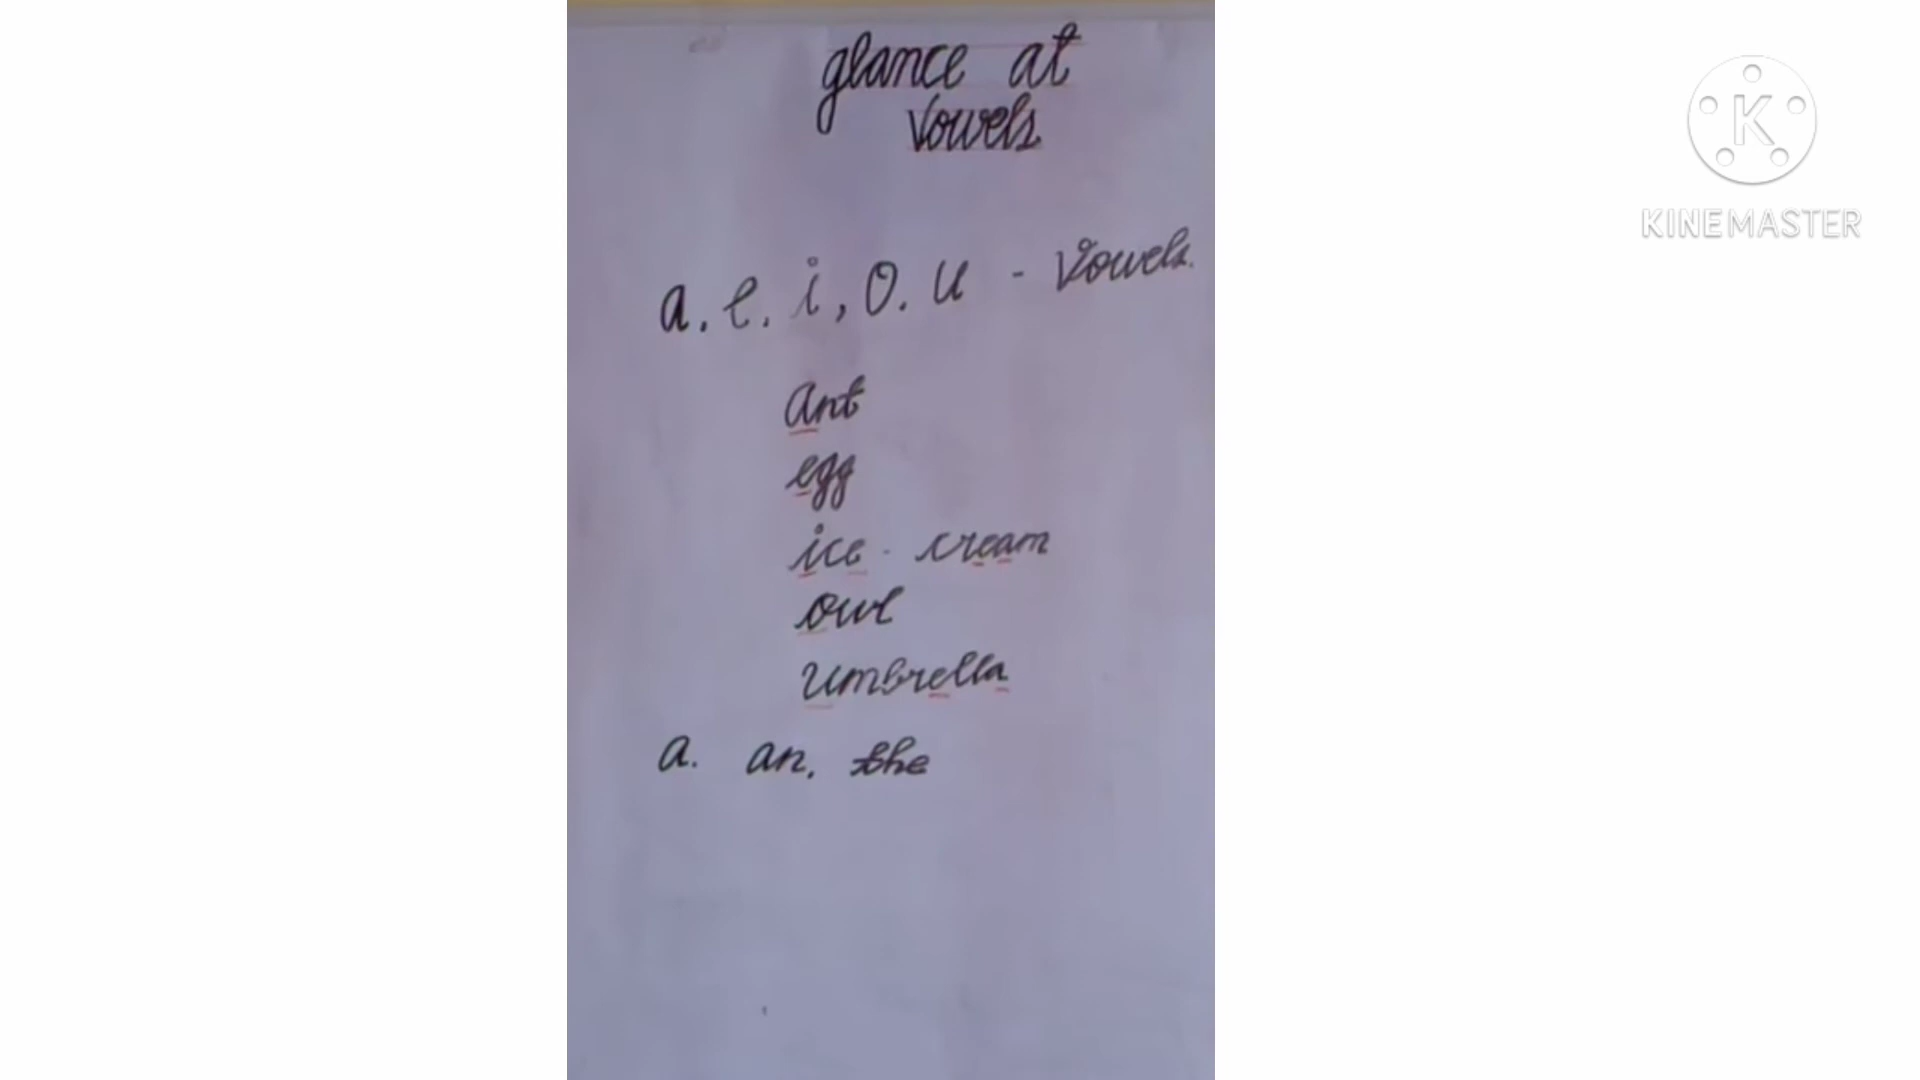 glance at
Vowels
a. e. i, o. u - Vowels.
ant
egg
ice - cream
owl
umbrella
a. an. the
K
KINEMASTER